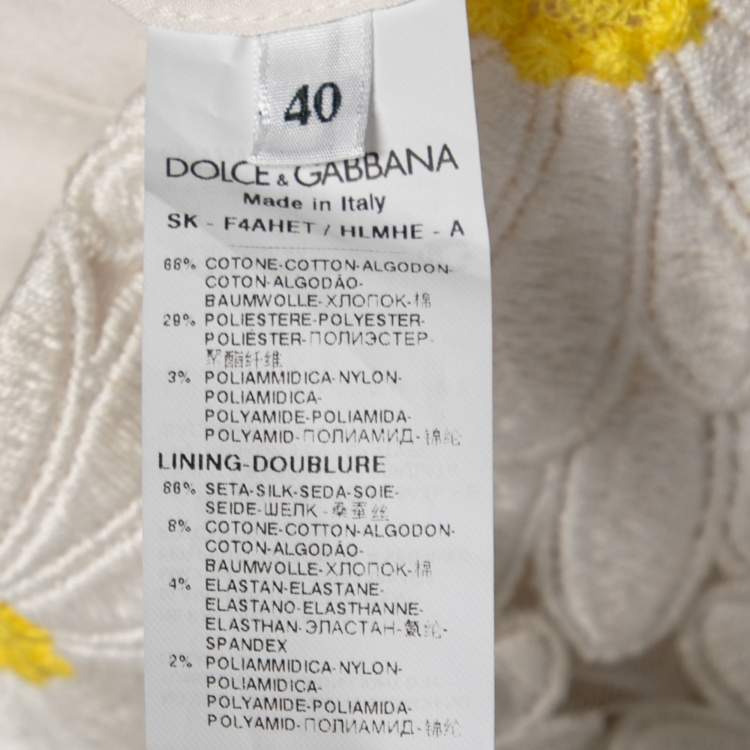 40
DOLCE & GABBANA
Made in Italy
SK - F4AHET / HLMHE - A
66% COTONE-COTTON-ALGODON-
COTON-ALGODÃO-
BAUMWOLLE-ХЛОПОК-棉
29% POLIESTERE-POLYESTER-
POLIÉSTER-ПОЛИЭСТЕР-
聚酯纤维
3% POLIAMMIDICA-NYLON-
POLIAMIDICA-
POLYAMIDE-POLIAMIDA-
POLYAMID-ПОЛИАМИД-锦纶
LINING-DOUBLURE
86% SETA-SILK-SEDA-SOIE-
SEIDE-ШЕЛК-桑蚕丝
8% COTONE-COTTON-ALGODON-
COTON-ALGODÃO-
BAUMWOLLE-ХЛОПОК-棉
4% ELASTAN-ELASTANE-
ELASTANO-ELASTHANNE-
ELASTHAN-ЭЛАСТАН-氨纶-
SPANDEX
2% POLIAMMIDICA-NYLON-
POLIAMIDICA-
POLYAMIDE-POLIAMIDA-
POLYAMID-ПОЛИАМИД-锦纶